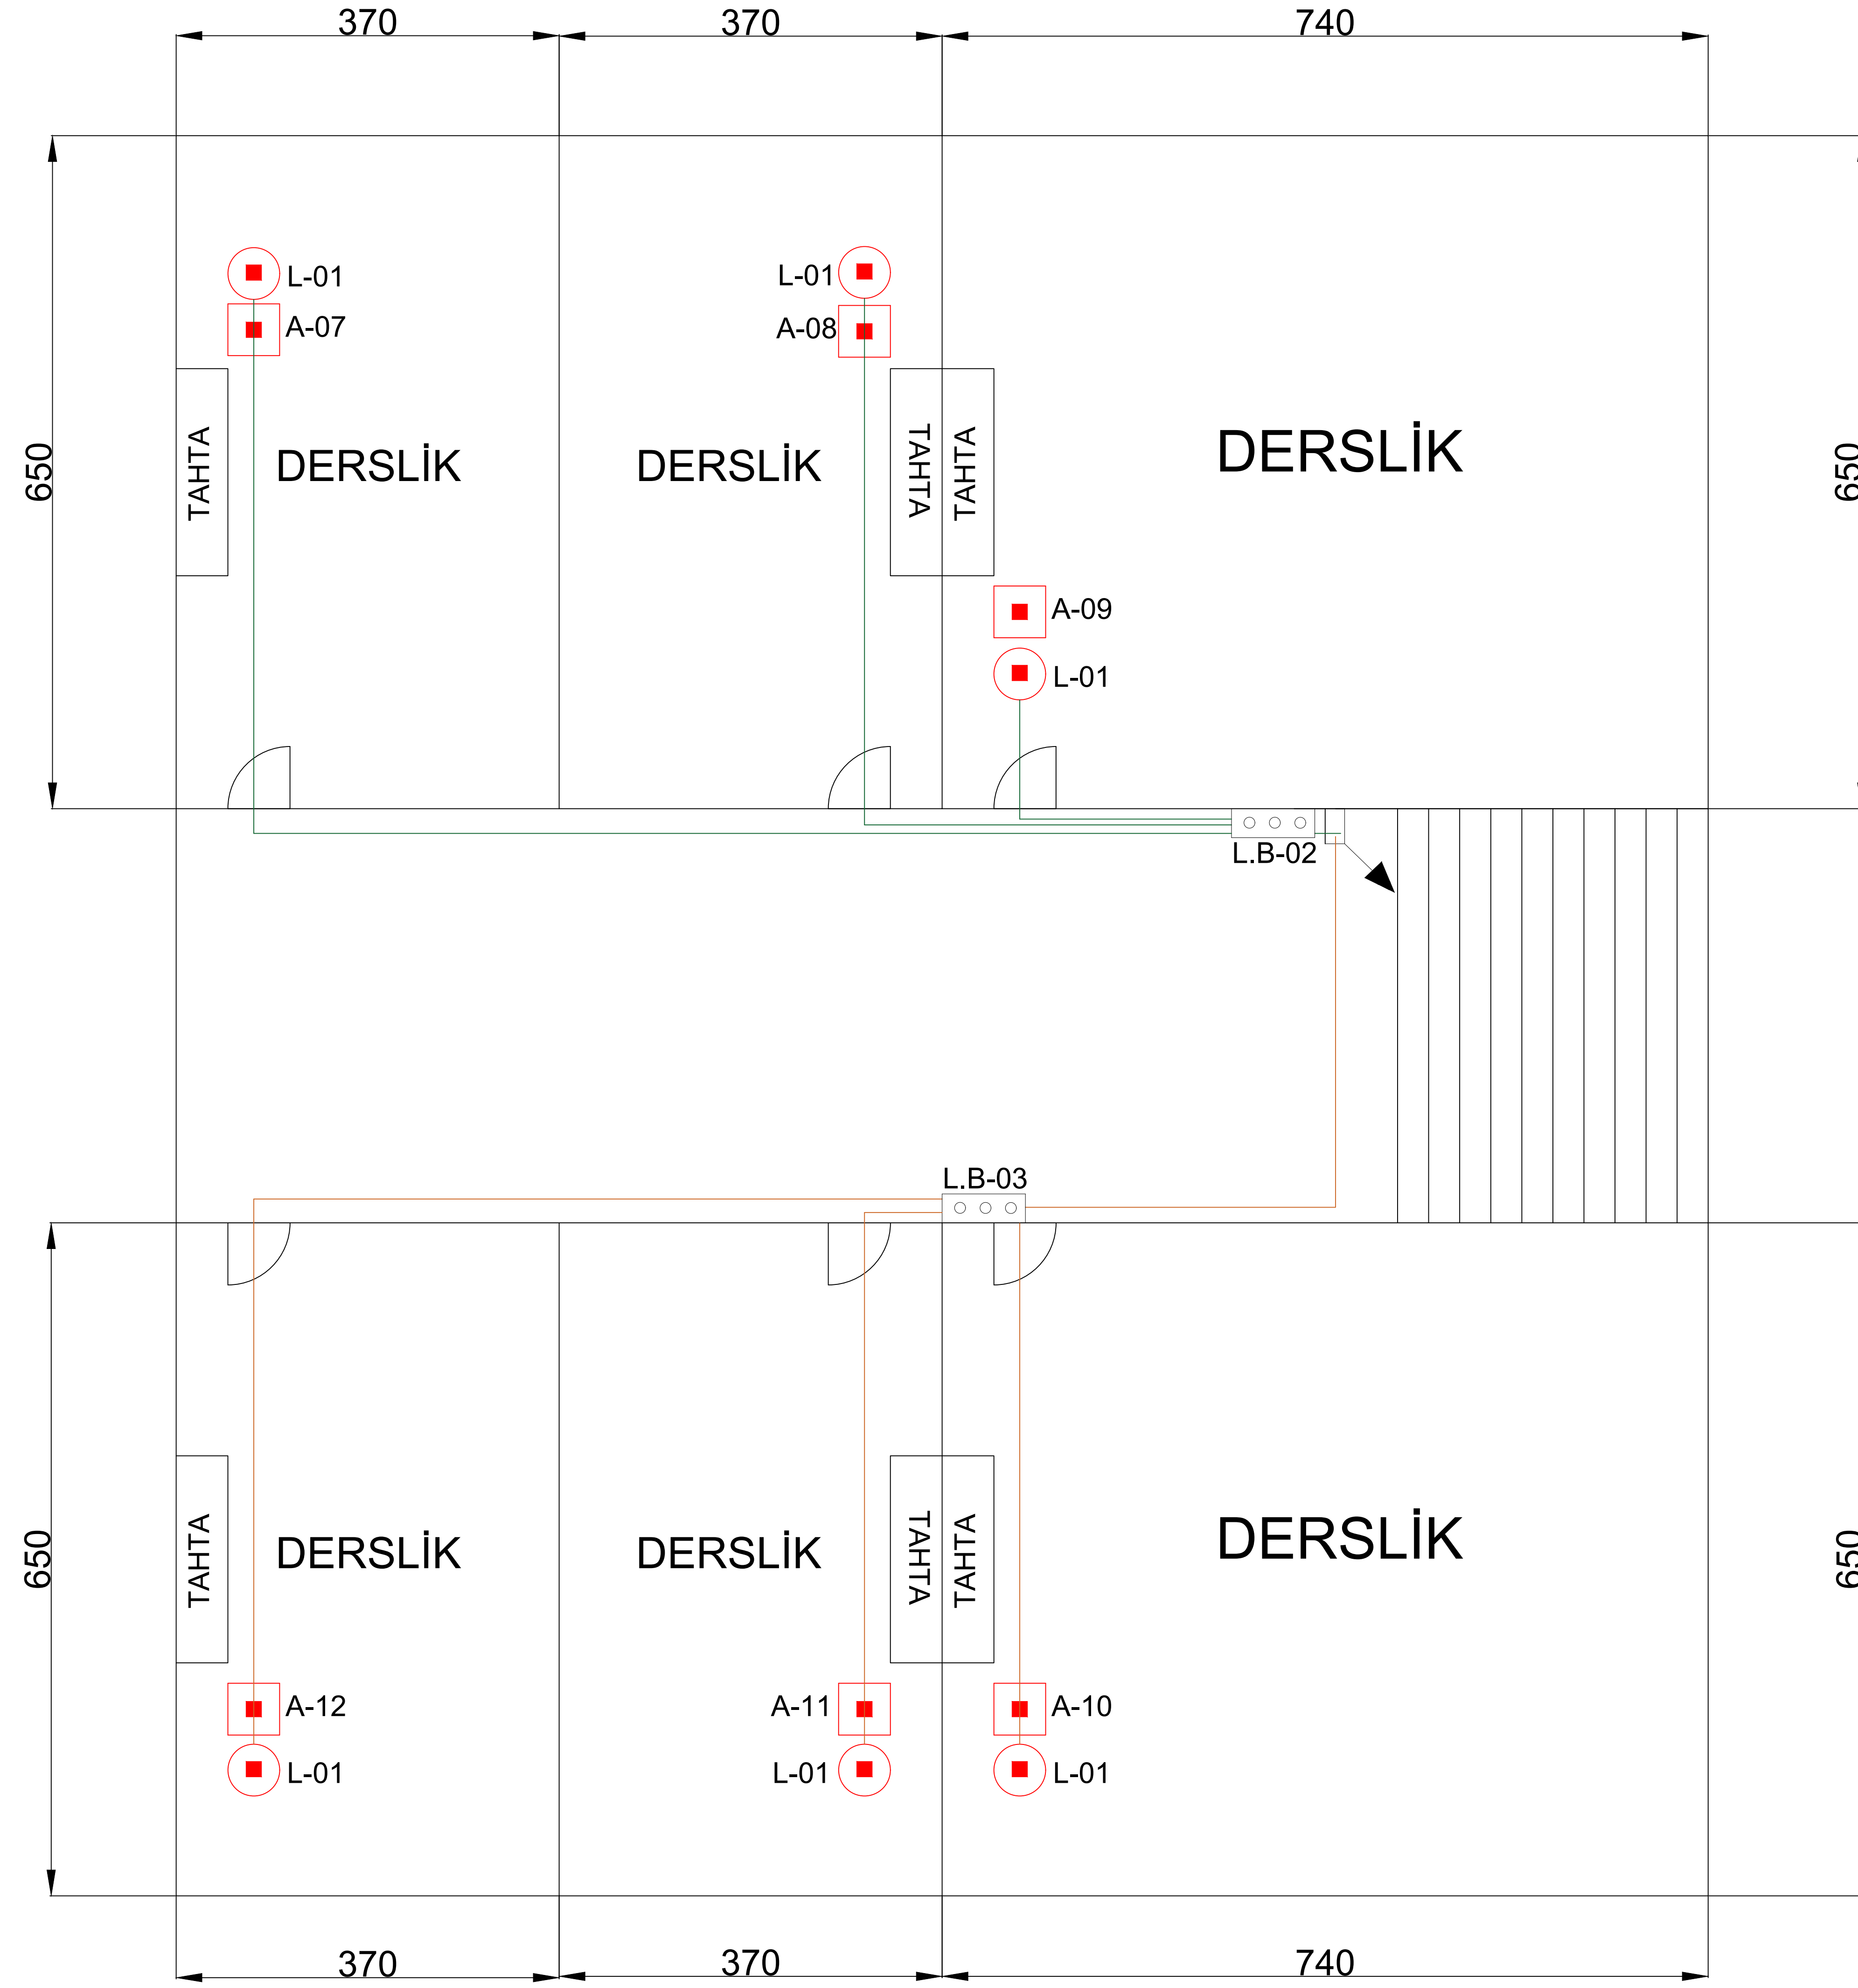 370
370
740
L-01
L-01
A-07
A-08
650
TAHTA
DERSLİK
DERSLİK
TAHTA
TAHTA
DERSLİK
650
A-09
L-01
L.B-02
L.B-03
650
TAHTA
DERSLİK
DERSLİK
TAHTA
TAHTA
DERSLİK
650
A-12
A-11
A-10
L-01
L-01
L-01
370
370
740